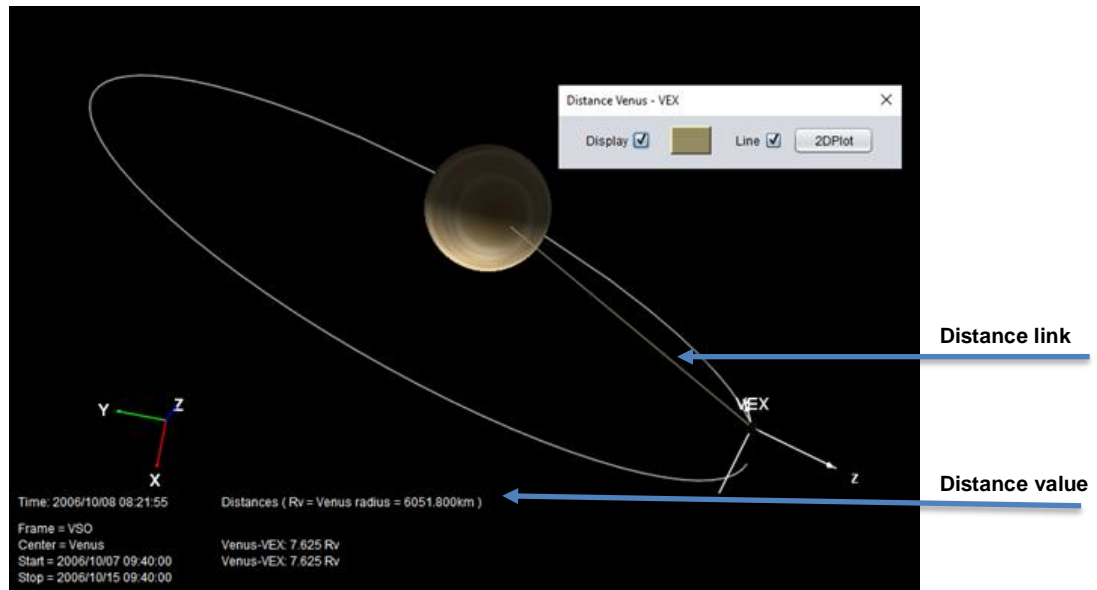 Distance Venus - VEX
Display
Line
2DPlot
Distance link
VEX
Y
Z
X
z
Distance value
Time: 2006/10/08 08:21:55
Distances ( Rv = Venus radius = 6051.800km )
Frame = VSO
Center = Venus
Venus-VEX: 7.625 Rv
Start = 2006/10/07 09:40:00
Venus-VEX: 7.625 Rv
Stop = 2006/10/15 09:40:00